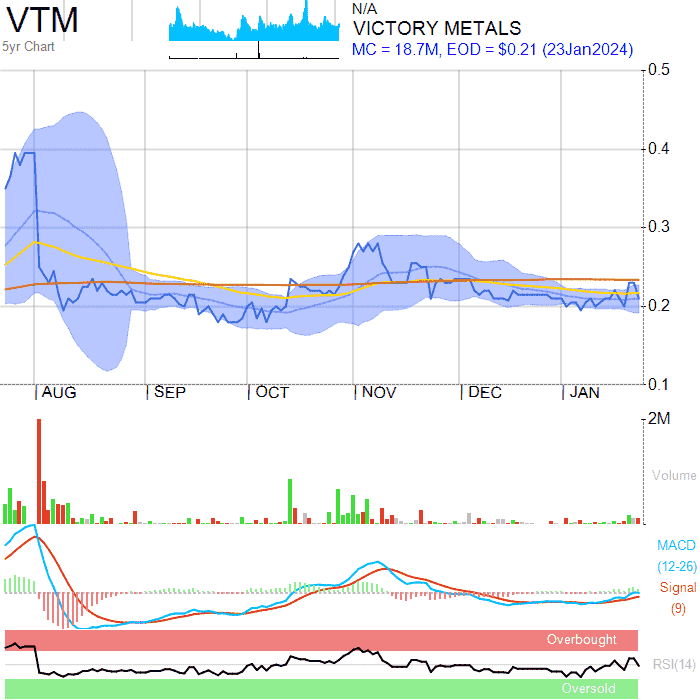 VTM
5yr Chart
N/A
VICTORY METALS
MC = 18.7M, EOD = $0.21 (23Jan2024)
0.5
0.4
0.3
0.2
0.1
AUG SEP OCT NOV DEC JAN
2M
Volume
MACD
(12-26)
Signal
(9)
Overbought
RSI(14)
Oversold